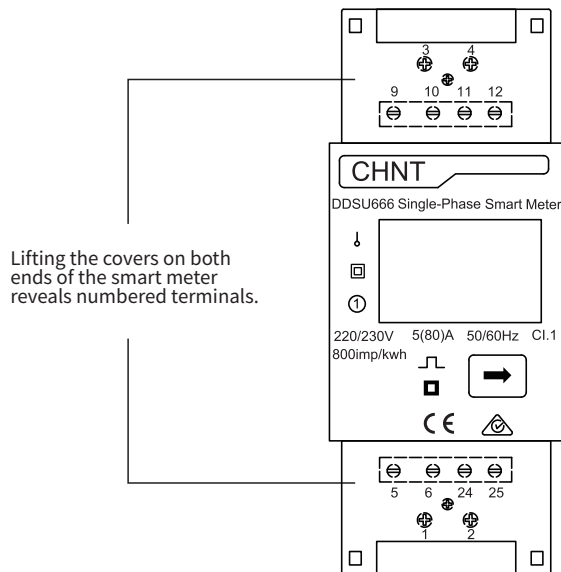 3 4
9 10 11 12
CHNT
DDSU666 Single-Phase Smart Meter
Lifting the covers on both
ends of the smart meter
reveals numbered terminals.
1
220/230V 5(80)A 50/60Hz Cl.1
800imp/kwh
CE
5 6 24 25
1 2